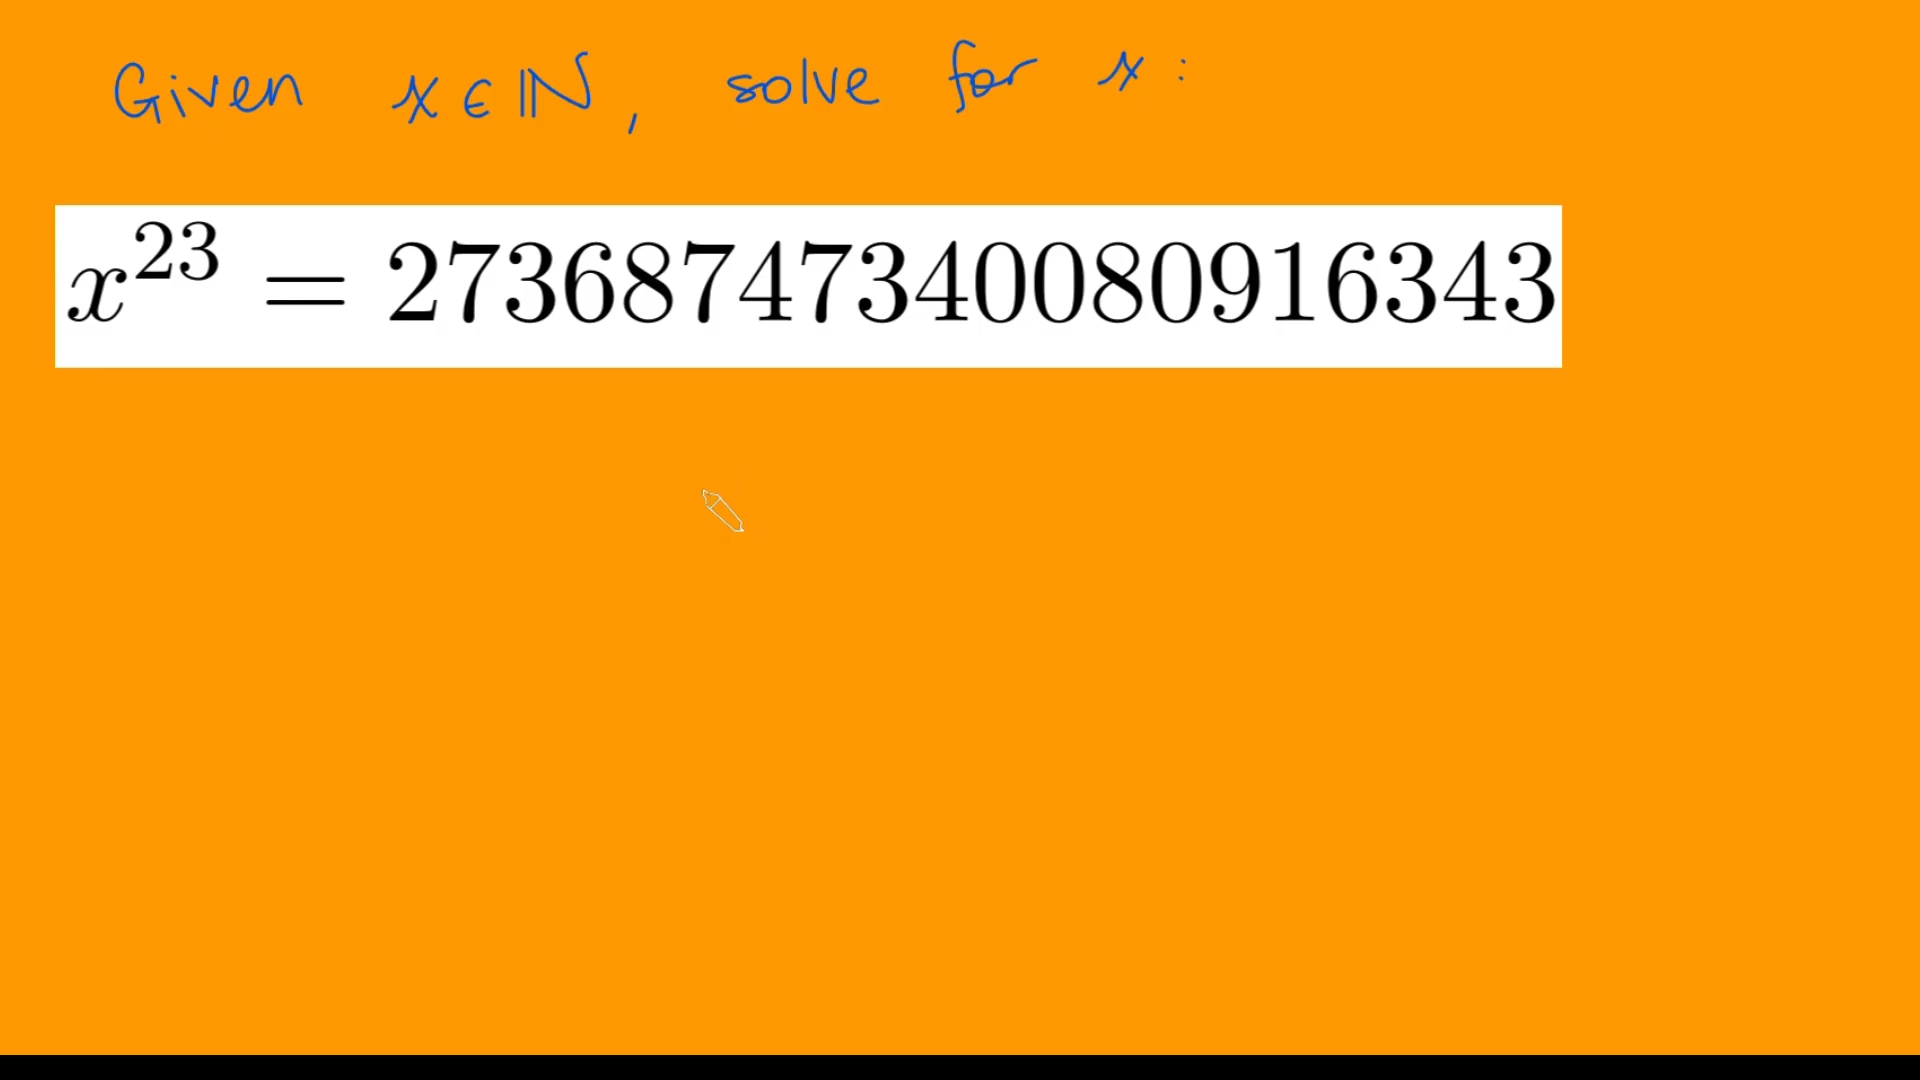 Given x ∈ ℕ, solve for x :
x^23 = 27368747340080916343